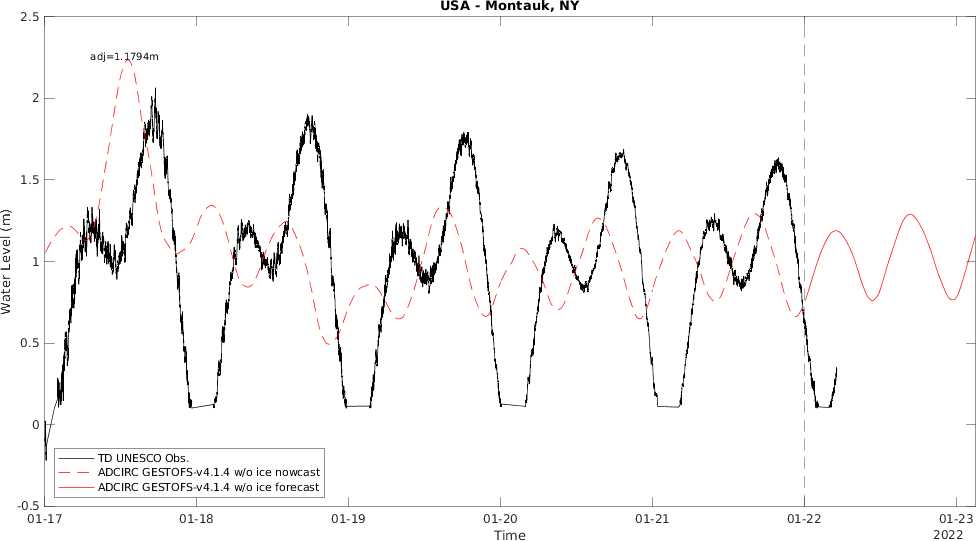 USA - Montauk, NY
2.5
adj=1.1794m
2
1.5
1
0.5
0
-0.5
Water Level (m)
TD UNESCO Obs.
ADCIRC GESTOFS-v4.1.4 w/o ice nowcast
ADCIRC GESTOFS-v4.1.4 w/o ice forecast
01-17 01-18 01-19 01-20 01-21 01-22 01-23
Time
2022